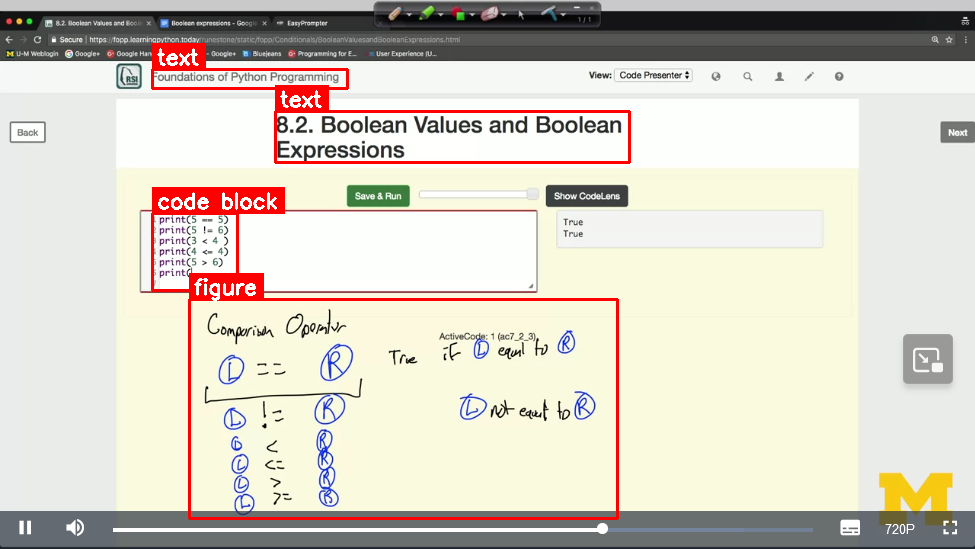 8.2. Boolean Values and Bool
Boolean expressions - Google
EasyPrompter
1 / 1
Secure
https://fopp.learningpython.today/runestone/static/fopp/Conditionals/BooleanValuesandBooleanExpressions.html
U-M Weblogin
Google+
Google Han
Google+
Bluejeans
Programming for E...
User Experience (U...
text
RSI
Foundations of Python Programming
View:
Code Presenter
text
8.2. Boolean Values and Boolean
Expressions
Back
Next
code block
Save & Run
Show CodeLens
print(5 == 5)
print(5 != 6)
print(3 < 4 )
print(4 <= 4)
print(5 > 6)
print(
True
True
figure
Comparison Operator
ActiveCode: 1 (ac7_2_3)
L == R
True if L equal to R
L != R
L not equal to R
< R
L <= R
L > R
L >= R
M
720P